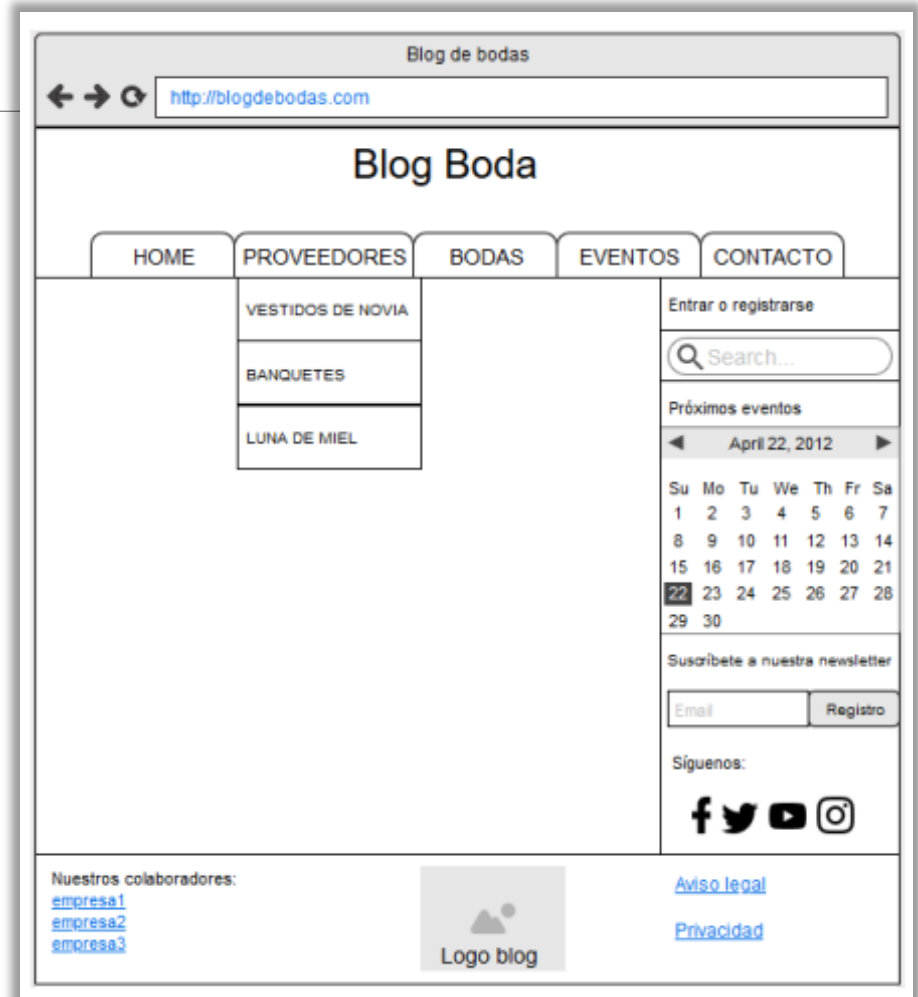 Blog de bodas
http://blogdebodas.com
Blog Boda
HOME PROVEEDORES BODAS EVENTOS CONTACTO
VESTIDOS DE NOVIA
BANQUETES
LUNA DE MIEL
Entrar o registrarse
Search...
Próximos eventos
April 22, 2012
Su Mo Tu We Th Fr Sa
1 2 3 4 5 6 7
8 9 10 11 12 13 14
15 16 17 18 19 20 21
22 23 24 25 26 27 28
29 30
Suscríbete a nuestra newsletter
Email Registro
Síguenos:
Nuestros colaboradores:
empresa1
empresa2
empresa3
Logo blog
Aviso legal
Privacidad